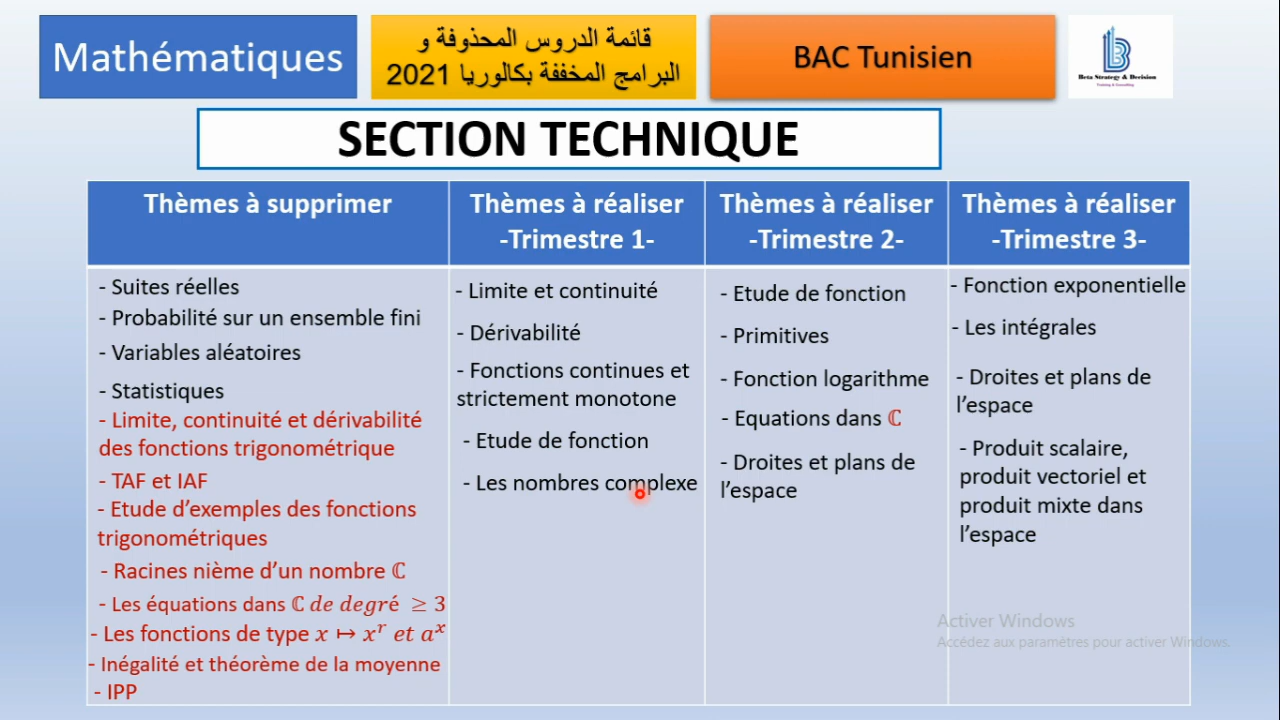 Mathématiques
قائمة الدروس المحذوفة و
البرامج المخففة بكالوريا 2021
BAC Tunisien
Beta Strategy & Decision
Training & Consulting
SECTION TECHNIQUE
Thèmes à supprimer
- Suites réelles
- Probabilité sur un ensemble fini
- Variables aléatoires
- Statistiques
- Limite, continuité et dérivabilité
des fonctions trigonométrique
- TAF et IAF
- Etude d’exemples des fonctions
trigonométriques
- Racines nième d’un nombre ℂ
- Les équations dans ℂ de degré ≥ 3
- Les fonctions de type x ↦ xʳ et aˣ
- Inégalité et théorème de la moyenne
- IPP
Thèmes à réaliser
-Trimestre 1-
- Limite et continuité
- Dérivabilité
- Fonctions continues et
strictement monotone
- Etude de fonction
- Les nombres complexe
Thèmes à réaliser
-Trimestre 2-
- Etude de fonction
- Primitives
- Fonction logarithme
- Equations dans ℂ
- Droites et plans de
l’espace
Thèmes à réaliser
-Trimestre 3-
- Fonction exponentielle
- Les intégrales
- Droites et plans de
l’espace
- Produit scalaire,
produit vectoriel et
produit mixte dans
l’espace
Activer Windows
Accédez aux paramètres pour activer Windows.